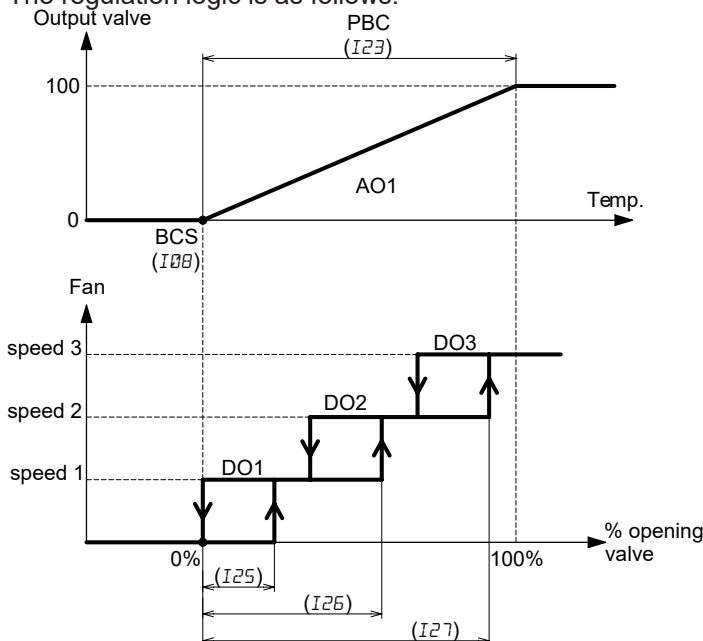 The regulation logic is as follows:
Output valve
PBC
(I23)
100
AO1
Temp.
0
BCS
(I08)
Fan
speed 3
DO3
speed 2
DO2
speed 1
DO1
0%
100%
% opening
valve
(I25)
(I26)
(I27)